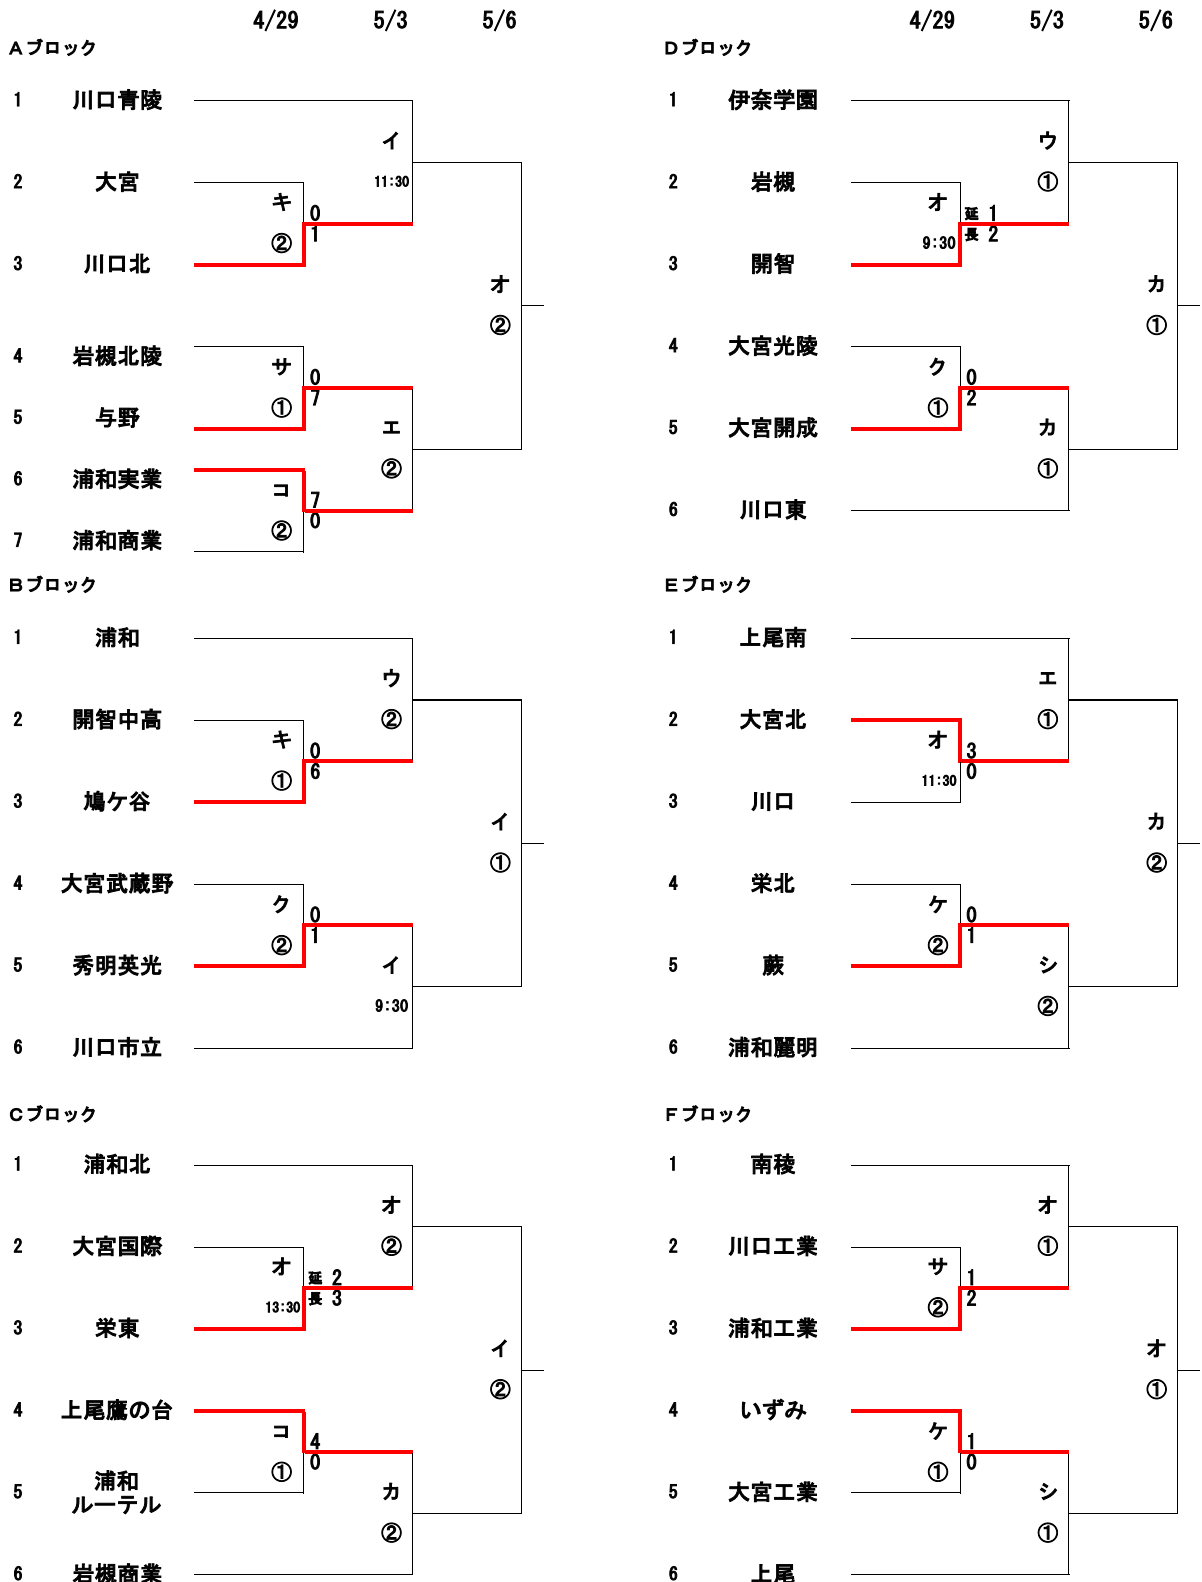 4/29 5/3 5/6
Aブロック
1 川口青陵
イ
11:30
2 大宮
キ
②
0
1
3 川口北
オ
②
4 岩槻北陵
サ
①
0
7
5 与野
エ
②
6 浦和実業
コ
②
7
0
7 浦和商業
Bブロック
1 浦和
ウ
②
2 開智中高
キ
①
0
6
3 鳩ケ谷
イ
①
4 大宮武蔵野
ク
②
0
1
5 秀明英光
イ
9:30
6 川口市立
Cブロック
1 浦和北
オ
②
2 大宮国際
オ
13:30
延 2
長 3
3 栄東
イ
②
4 上尾鷹の台
コ
①
4
0
5 浦和
ルーテル
カ
②
6 岩槻商業
4/29 5/3 5/6
Dブロック
1 伊奈学園
ウ
①
2 岩槻
オ
9:30
延 1
長 2
3 開智
カ
①
4 大宮光陵
ク
①
0
2
5 大宮開成
カ
①
6 川口東
Eブロック
1 上尾南
エ
①
2 大宮北
オ
11:30
3
0
3 川口
カ
②
4 栄北
ケ
②
0
1
5 蕨
シ
②
6 浦和麗明
Fブロック
1 南稜
オ
①
2 川口工業
サ
②
1
2
3 浦和工業
オ
①
4 いずみ
ケ
①
1
0
5 大宮工業
シ
①
6 上尾